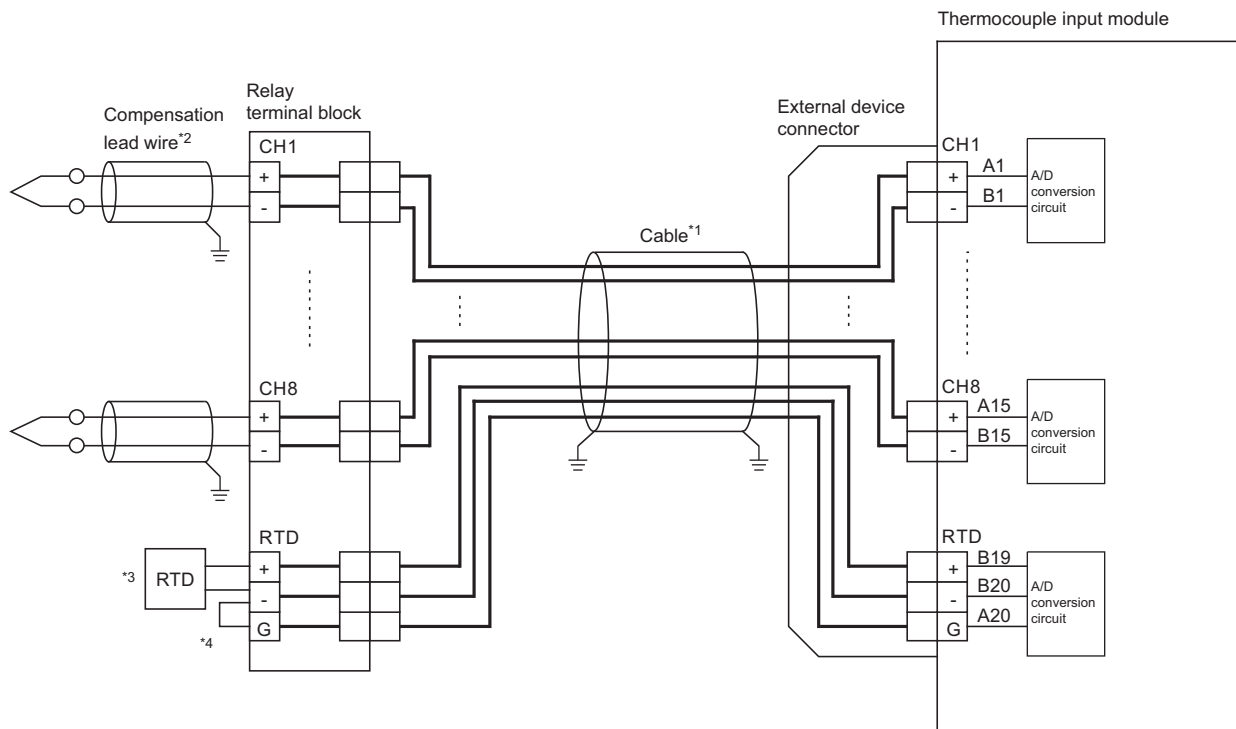 Thermocouple input module
Relay
terminal block
Compensation
lead wire*2
External device
connector
CH1
+
-
CH1
+
-
A1
B1
A/D
conversion
circuit
Cable*1
CH8
+
-
CH8
+
-
A15
B15
A/D
conversion
circuit
RTD
*3
RTD
+
-
G
*4
RTD
+
-
G
B19
B20
A20
A/D
conversion
circuit